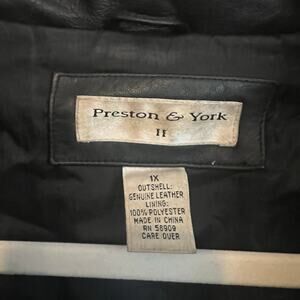 Preston & York
II
1X
OUTSHELL:
GENUINE LEATHER
LINING:
100% POLYESTER
MADE IN CHINA
RN 58909
CARE OVER